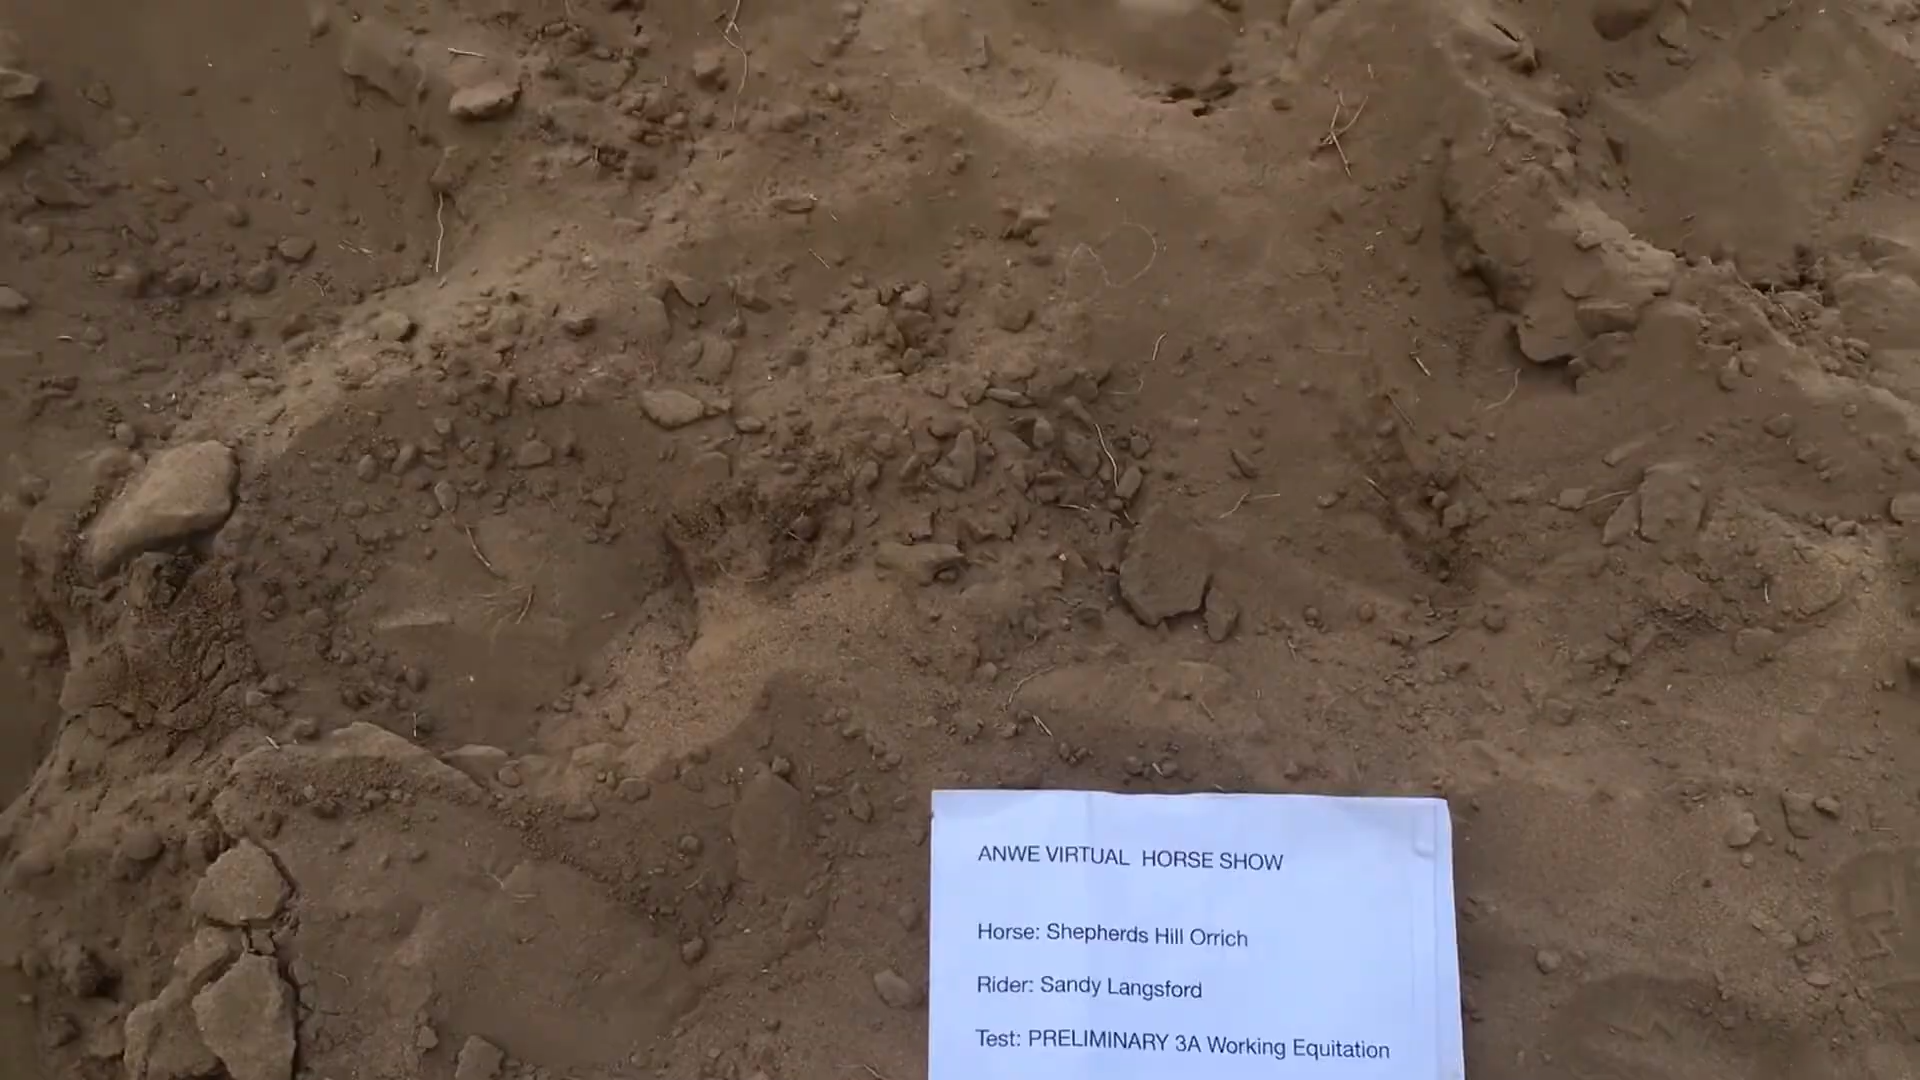 ANWE VIRTUAL HORSE SHOW
Horse: Shepherds Hill Orrich
Rider: Sandy Langsford
Test: PRELIMINARY 3A Working Equitation